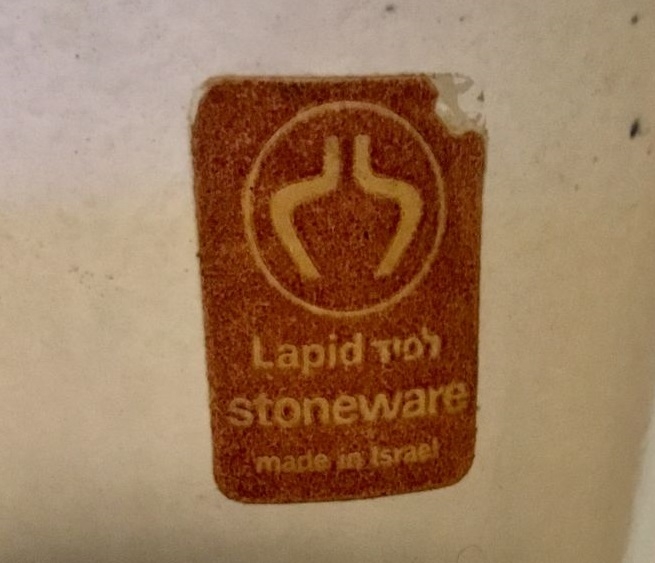 Lapid לפיד
stoneware
made in Israel